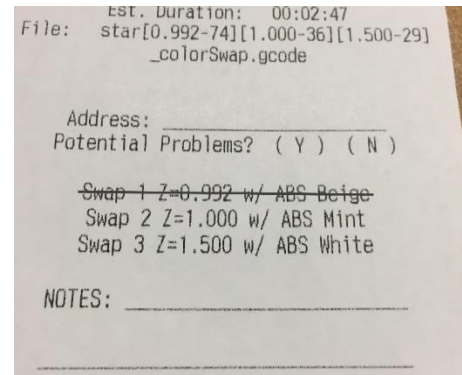 Est. Duration: 00:02:47
File: star[0.992-74][1.000-36][1.500-29]
_colorSwap.gcode
Address: ____________________
Potential Problems? ( Y ) ( N )
Swap 1 Z=0.992 w/ ABS Beige
Swap 2 Z=1.000 w/ ABS Mint
Swap 3 Z=1.500 w/ ABS White
NOTES: ____________________